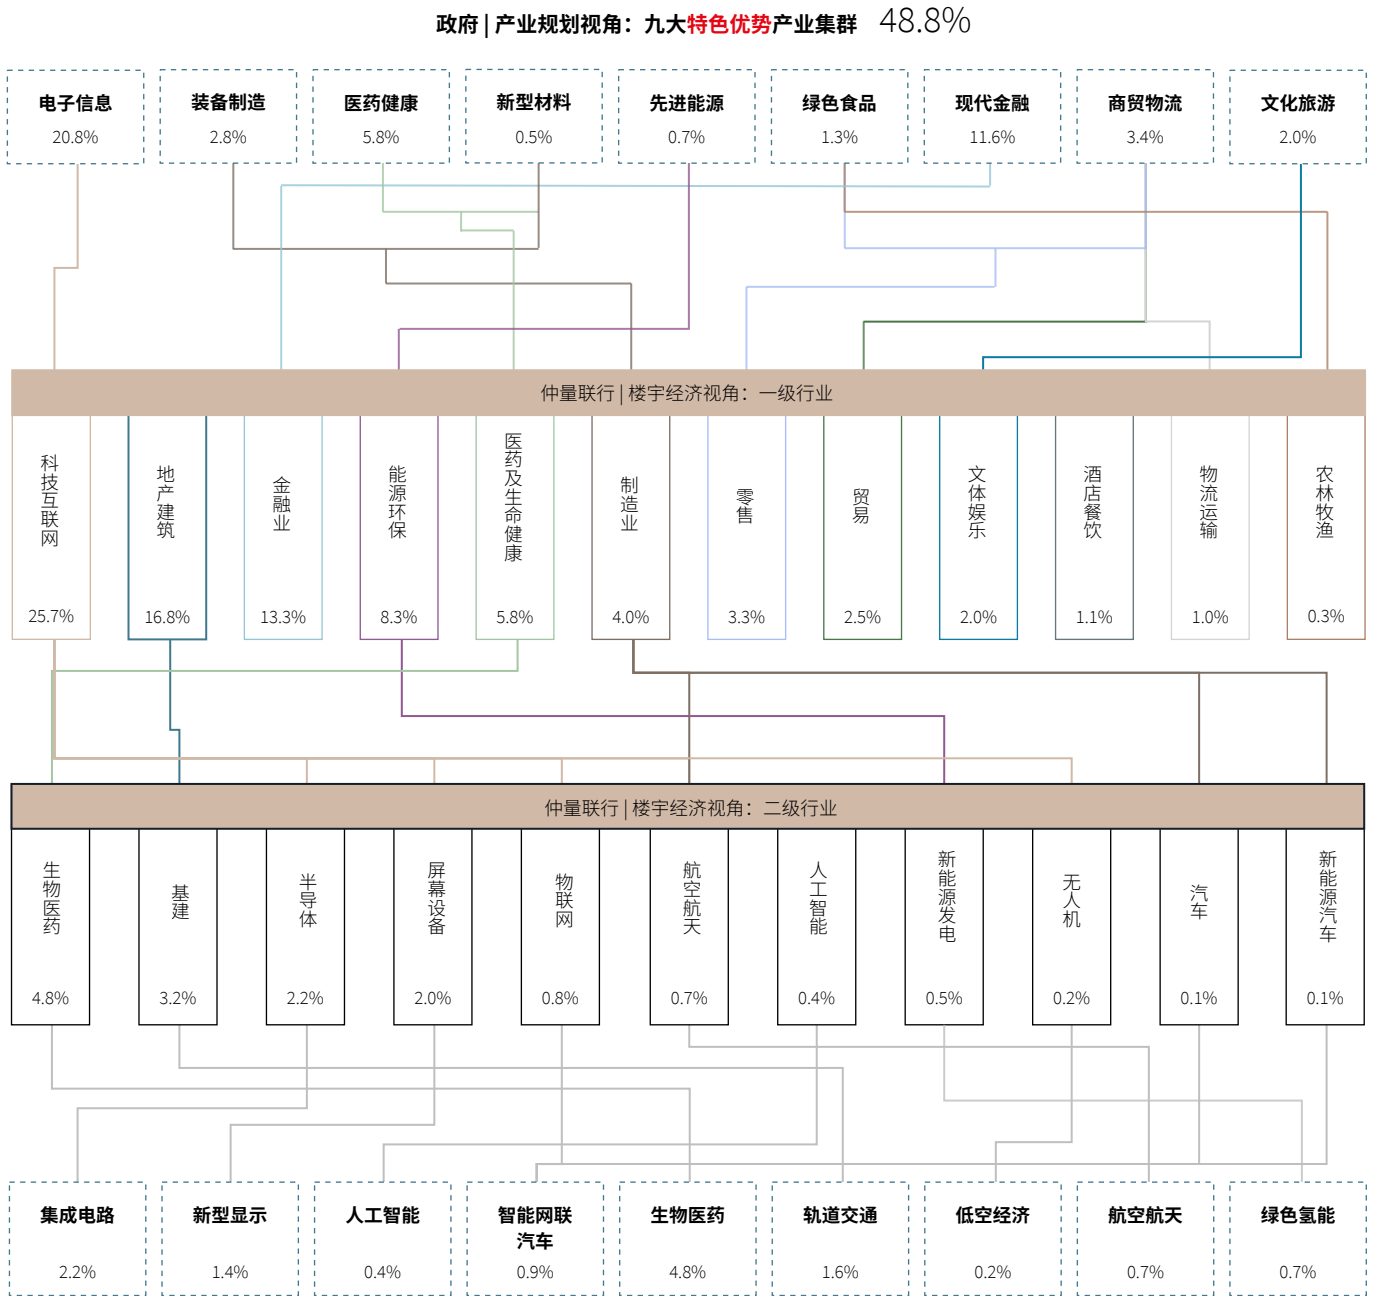 政府 | 产业规划视角：九大特色优势产业集群 48.8%
电子信息
20.8%
装备制造
2.8%
医药健康
5.8%
新型材料
0.5%
先进能源
0.7%
绿色食品
1.3%
现代金融
11.6%
商贸物流
3.4%
文化旅游
2.0%
仲量联行 | 楼宇经济视角：一级行业
科技互联网
25.7%
地产建筑
16.8%
金融业
13.3%
能源环保
8.3%
医药及生命健康
5.8%
制造业
4.0%
零售
3.3%
贸易
2.5%
文体娱乐
2.0%
酒店餐饮
1.1%
物流运输
1.0%
农林牧渔
0.3%
仲量联行 | 楼宇经济视角：二级行业
生物医药
4.8%
基建
3.2%
半导体
2.2%
屏幕设备
2.0%
物联网
0.8%
航空航天
0.7%
人工智能
0.4%
新能源发电
0.5%
无人机
0.2%
汽车
0.1%
新能源汽车
0.1%
集成电路
2.2%
新型显示
1.4%
人工智能
0.4%
智能网联
汽车
0.9%
生物医药
4.8%
轨道交通
1.6%
低空经济
0.2%
航空航天
0.7%
绿色氢能
0.7%